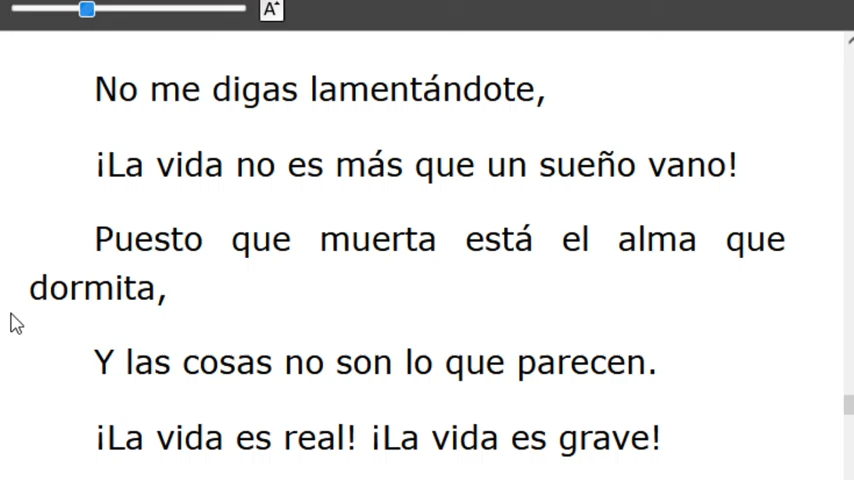 A
No me digas lamentándote,
¡La vida no es más que un sueño vano!
Puesto que muerta está el alma que
dormita,
Y las cosas no son lo que parecen.
¡La vida es real! ¡La vida es grave!